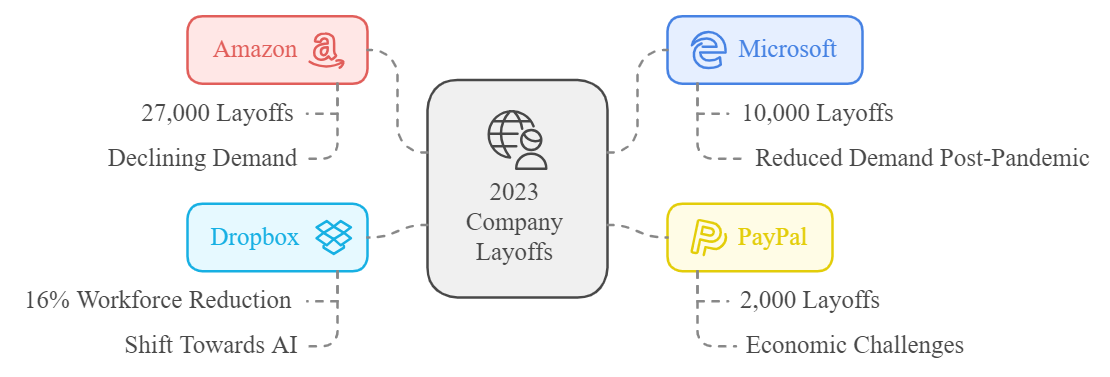 Amazon
27,000 Layoffs
Declining Demand
Dropbox
16% Workforce Reduction
Shift Towards AI
2023
Company
Layoffs
Microsoft
10,000 Layoffs
Reduced Demand Post-Pandemic
PayPal
2,000 Layoffs
Economic Challenges